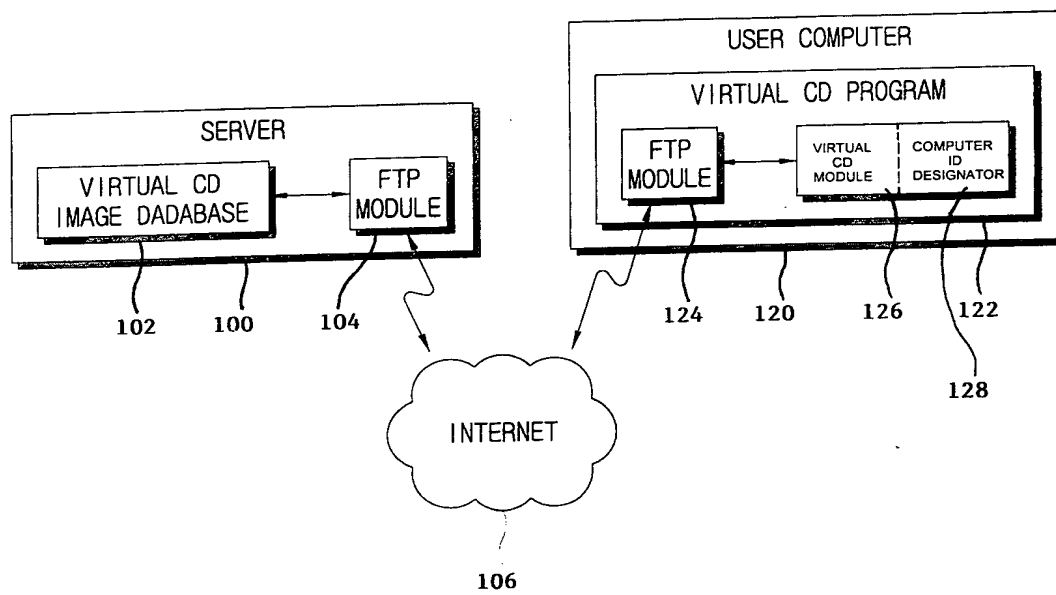 USER COMPUTER
VIRTUAL CD PROGRAM
SERVER
VIRTUAL CD
IMAGE DADABASE
FTP
MODULE
FTP
MODULE
VIRTUAL
CD
MODULE
COMPUTER
ID
DESIGNATOR
102
100
104
124
120
126
122
128
INTERNET
106